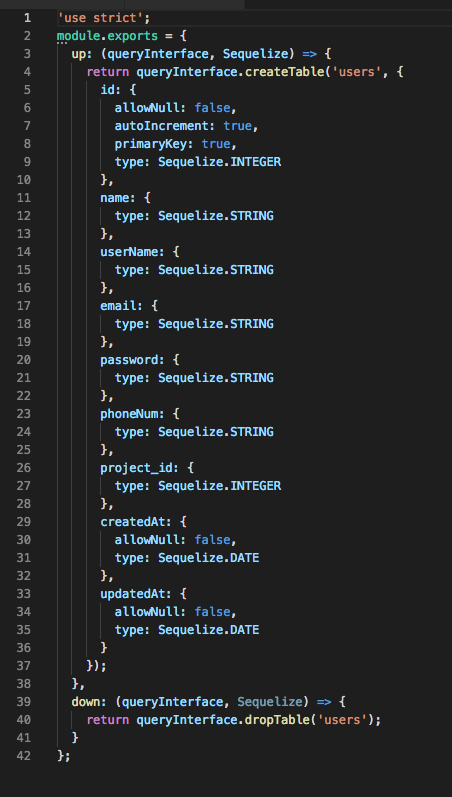 1 'use strict';
2 module.exports = {
3   up: (queryInterface, Sequelize) => {
4     return queryInterface.createTable('users', {
5       id: {
6         allowNull: false,
7         autoIncrement: true,
8         primaryKey: true,
9         type: Sequelize.INTEGER
10       },
11       name: {
12         type: Sequelize.STRING
13       },
14       userName: {
15         type: Sequelize.STRING
16       },
17       email: {
18         type: Sequelize.STRING
19       },
20       password: {
21         type: Sequelize.STRING
22       },
23       phoneNum: {
24         type: Sequelize.STRING
25       },
26       project_id: {
27         type: Sequelize.INTEGER
28       },
29       createdAt: {
30         allowNull: false,
31         type: Sequelize.DATE
32       },
33       updatedAt: {
34         allowNull: false,
35         type: Sequelize.DATE
36       }
37     });
38   },
39   down: (queryInterface, Sequelize) => {
40     return queryInterface.dropTable('users');
41   }
42 };